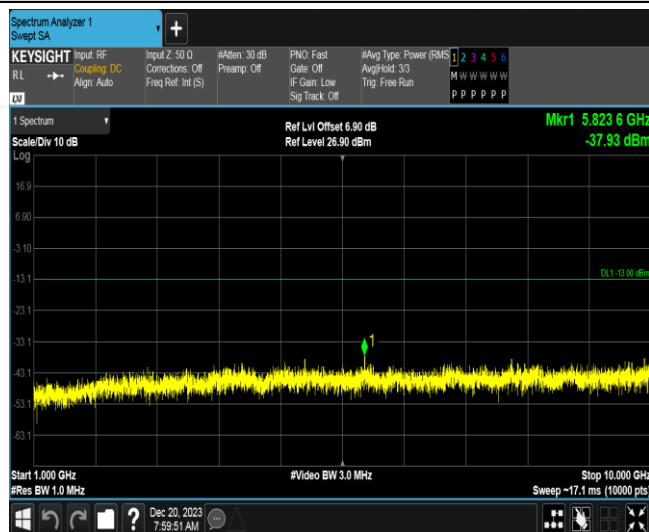 Spectrum Analyzer 1
Swept SA
+
KEYSIGHT
RL
LXI
Input: RF
Coupling: DC
Align: Auto
Input Z: 50 Ω
Corrections: Off
Freq Ref: Int (S)
#Atten: 30 dB
Preamp: Off
PNO: Fast
Gate: Off
IF Gain: Low
Sig Track: Off
#Avg Type: Power (RMS
Avg|Hold: 3/3
Trig: Free Run
1 2 3 4 5 6
M W W W W W
P P P P P P
1 Spectrum
Scale/Div 10 dB
Log
Ref Lvl Offset 6.90 dB
Ref Level 26.90 dBm
Mkr1 5.823 6 GHz
-37.93 dBm
16.9
6.90
-3.10
-13.1
-23.1
-33.1
-43.1
-53.1
-63.1
DL1 -13.00 dBm
1
Start 1.000 GHz
#Res BW 1.0 MHz
#Video BW 3.0 MHz
Stop 10.000 GHz
Sweep ~17.1 ms (10000 pts)
?
Dec 20, 2023
7:59:51 AM